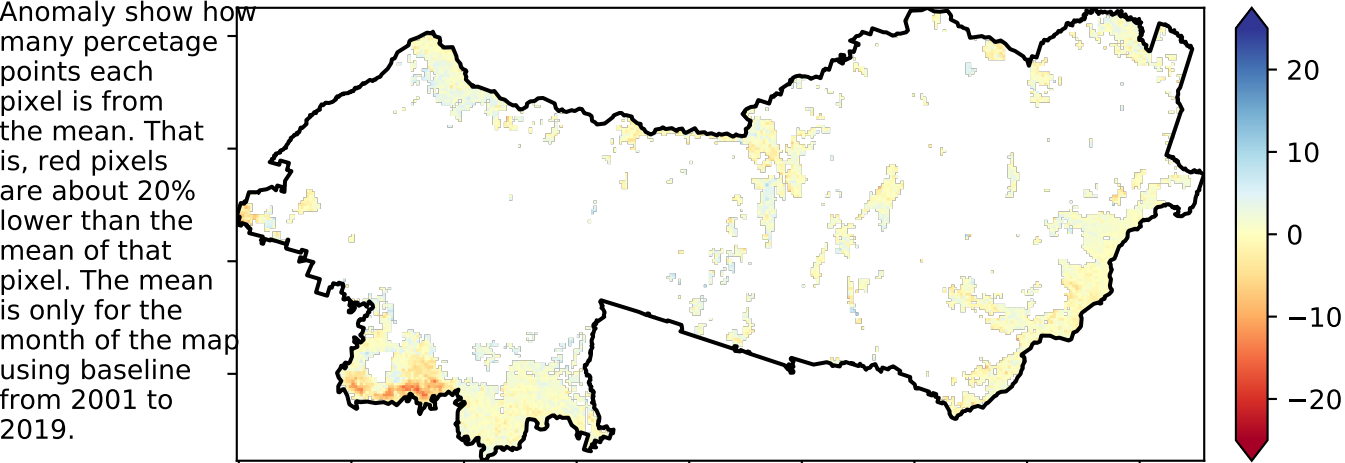 Anomaly show how
many percetage
points each
pixel is from
the mean. That
is, red pixels
are about 20%
lower than the
mean of that
pixel. The mean
is only for the
month of the map
using baseline
from 2001 to
2019.
20
10
0
−10
−20